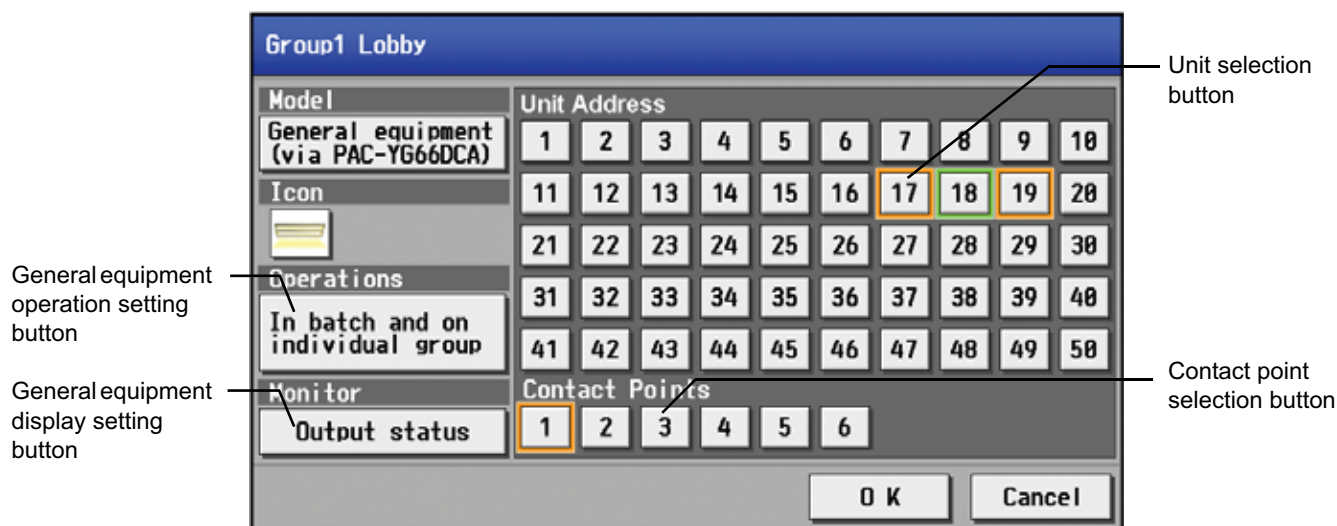 Group1 Lobby
Unit selection
button
Model
General equipment
(via PAC-YG66DCA)
Icon
Operations
In batch and on
individual group
Monitor
Output status
General equipment
operation setting
button
General equipment
display setting
button
Unit Address
1 2 3 4 5 6 7 8 9 10
11 12 13 14 15 16 17 18 19 20
21 22 23 24 25 26 27 28 29 30
31 32 33 34 35 36 37 38 39 40
41 42 43 44 45 46 47 48 49 50
Contact Points
1 2 3 4 5 6
Contact point
selection button
OK Cancel